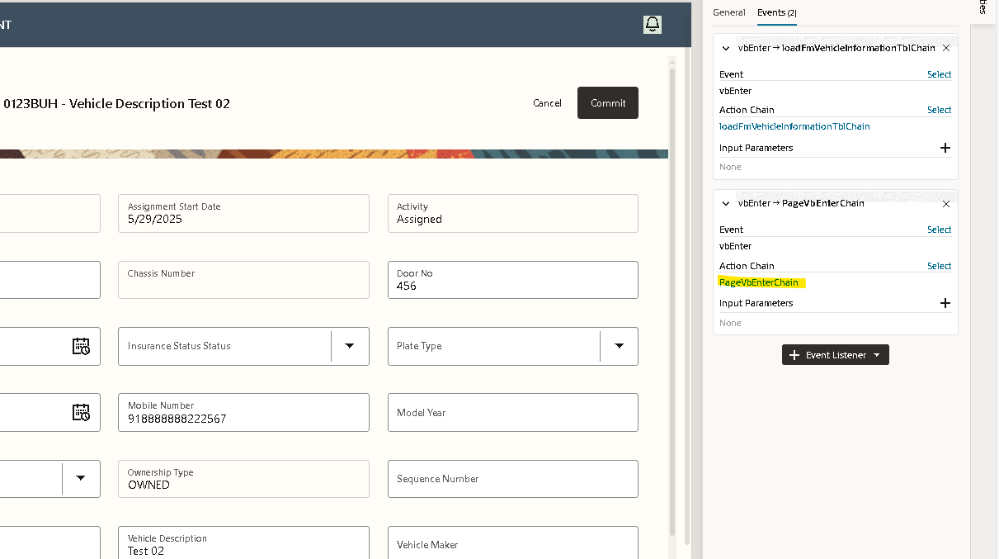 NT
0123BUH - Vehicle Description Test 02
Cancel
Commit
Assignment Start Date
5/29/2025
Activity
Assigned
Chassis Number
Door No
456
Insurance Status Status
Plate Type
Mobile Number
918888888222567
Model Year
Ownership Type
OWNED
Sequence Number
Vehicle Description
Test 02
Vehicle Maker
General
Events (2)
vbEnter → loadFmVehicleInformationTblChain
Event
Select
vbEnter
Action Chain
Select
loadFmVehicleInformationTblChain
Input Parameters
None
vbEnter → PageVbEnterChain
Event
Select
vbEnter
Action Chain
Select
PageVbEnterChain
Input Parameters
None
Event Listener